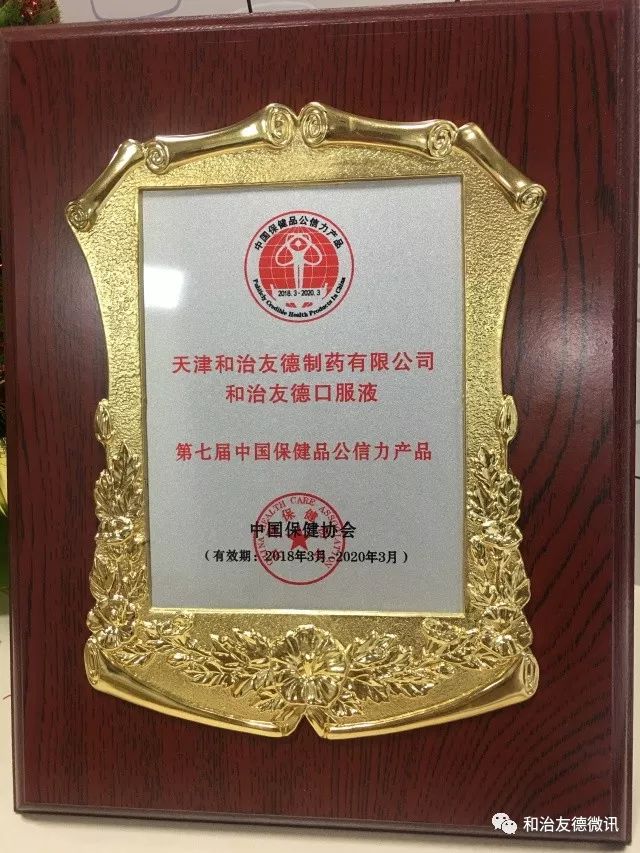 中国保健品公信力产品
2018.3-2020.3
Publicly Credible Health Products In China
天津和治友德制药有限公司
和治友德口服液
第七届中国保健品公信力产品
CHINA HEALTH CARE ASSOCIATION
中国保健协会
(有效期：2018年3月-2020年3月)
和治友德微讯